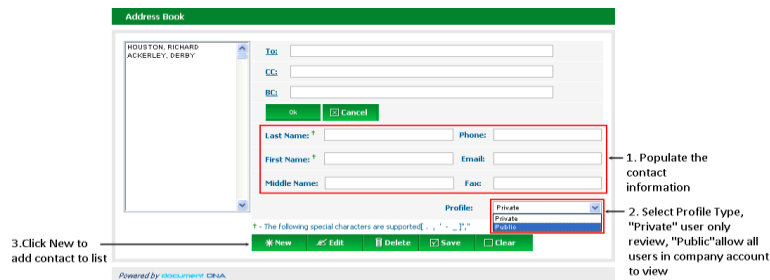 Address Book
HOUSTON, RICHARD
ACKERLEY, DERBY
To:
CC:
BC:
Ok Cancel
Last Name: † Phone:
First Name: † Email:
Middle Name: Fax:
1. Populate the
contact
information
Profile: Private
Private
Public
2. Select Profile Type,
"Private" user only
review, "Public"allow all
users in company account
to view
† - The following special characters are supported[ . , ' - _ ]","
3.Click New to
add contact to list
New Edit Delete Save Clear
Powered by document DNA